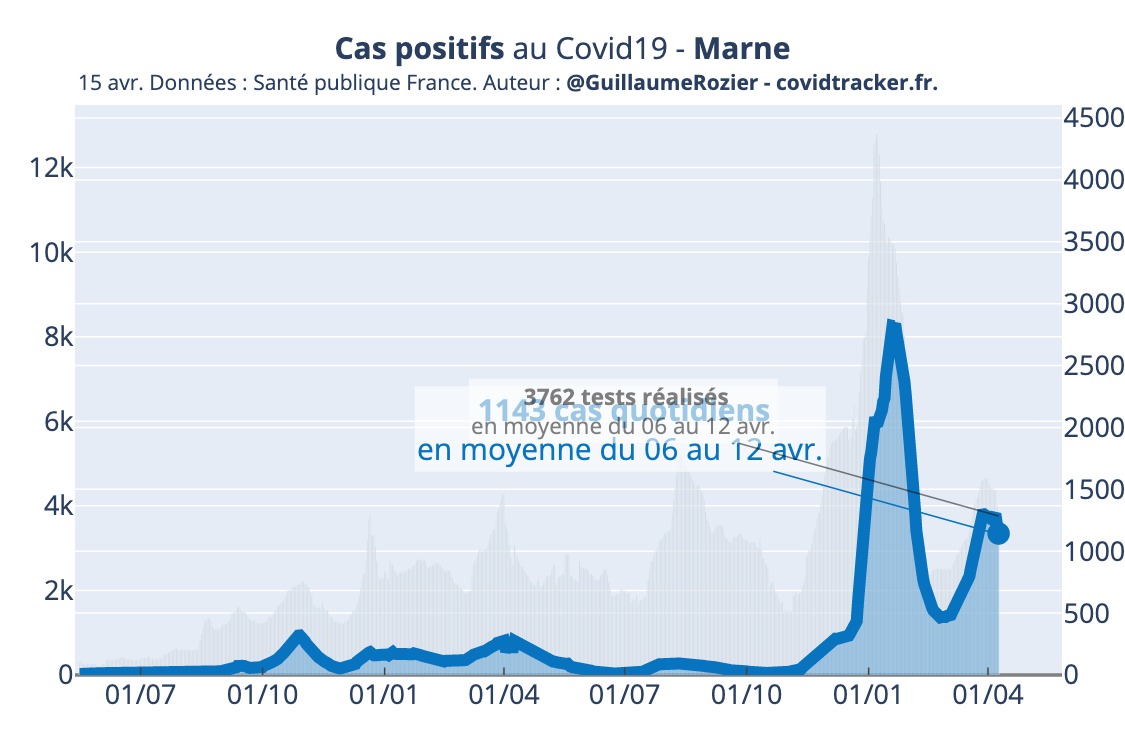 Cas positifs au Covid19 - Marne
15 avr. Données : Santé publique France. Auteur : @GuillaumeRozier - covidtracker.fr.
4500
12k
4000
3500
10k
3000
8k
2500
3762 tests réalisés
1143 cas quotidiens
6k
2000
en moyenne du 06 au 12 avr.
en moyenne du 06 au 12 avr.
1500
4k
1000
2k
500
0
0
01/07 01/10 01/01 01/04 01/07 01/10 01/01 01/04